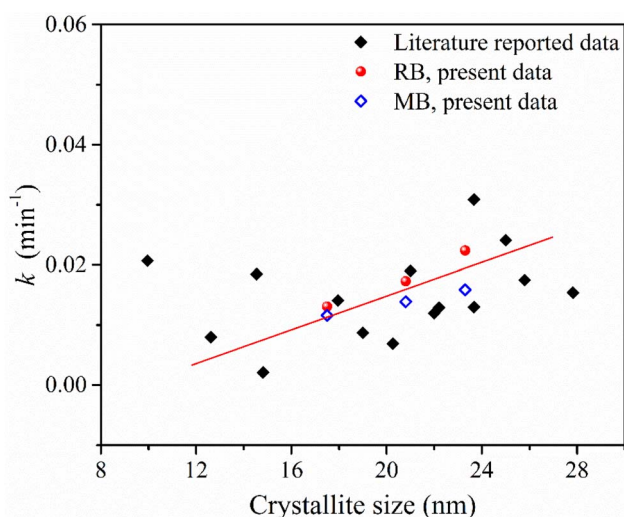 0.06
0.04
0.02
0.00
k (min⁻¹)
Literature reported data
RB, present data
MB, present data
8 12 16 20 24 28
Crystallite size (nm)